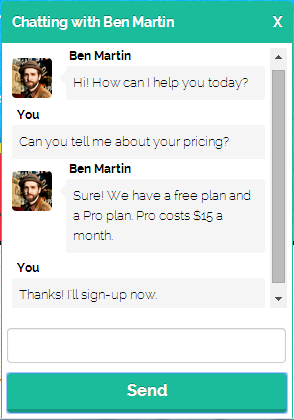 Chatting with Ben Martin X
Ben Martin
Hi! How can I help you today?
You
Can you tell me about your pricing?
Ben Martin
Sure! We have a free plan and
a Pro plan. Pro costs $15 a
month.
You
Thanks! I'll sign-up now.
Send